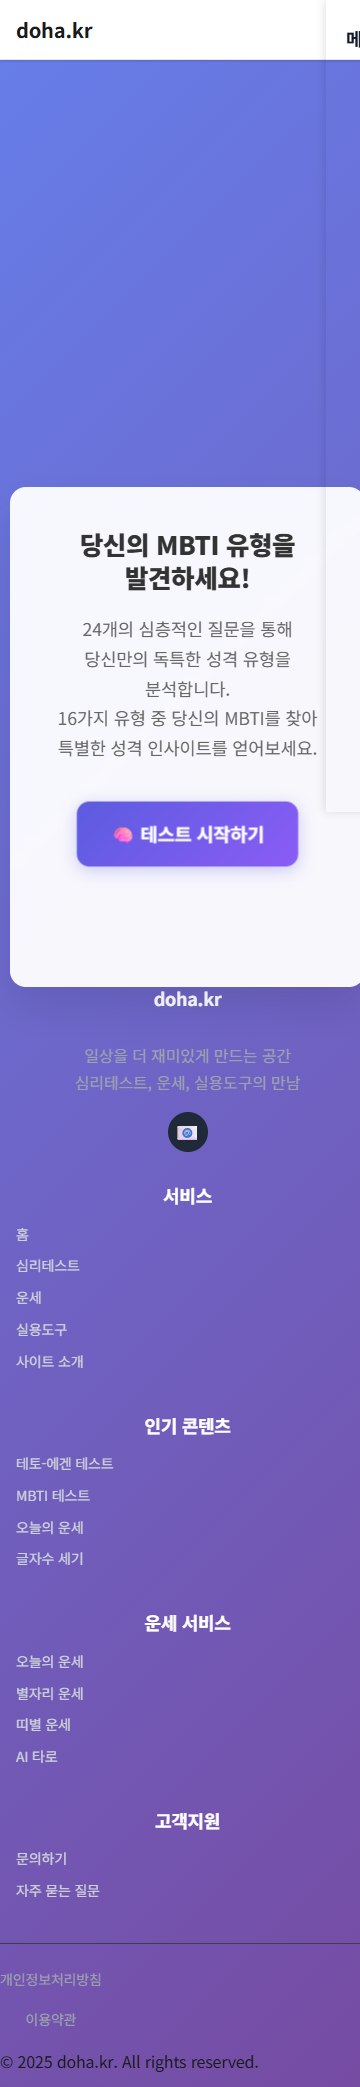 doha.kr
메
당신의 MBTI 유형을
발견하세요!
24개의 심층적인 질문을 통해
당신만의 독특한 성격 유형을
분석합니다.
16가지 유형 중 당신의 MBTI를 찾아
특별한 성격 인사이트를 얻어보세요.
🧠 테스트 시작하기
doha.kr
일상을 더 재미있게 만드는 공간
심리테스트, 운세, 실용도구의 만남
서비스
홈
심리테스트
운세
실용도구
사이트 소개
인기 콘텐츠
테토-에겐 테스트
MBTI 테스트
오늘의 운세
글자수 세기
운세 서비스
오늘의 운세
별자리 운세
띠별 운세
AI 타로
고객지원
문의하기
자주 묻는 질문
개인정보처리방침
이용약관
© 2025 doha.kr. All rights reserved.